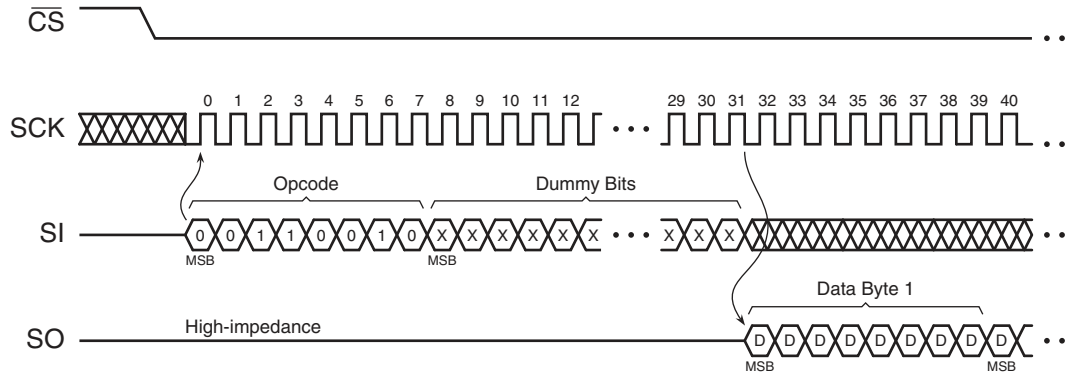 CS
0 1 2 3 4 5 6 7 8 9 10 11 12 29 30 31 32 33 34 35 36 37 38 39 40
SCK
Opcode Dummy Bits
SI 0 0 1 1 0 0 1 0 X X X X X X X X X
MSB MSB
Data Byte 1
High-impedance
SO D D D D D D D D D
MSB MSB